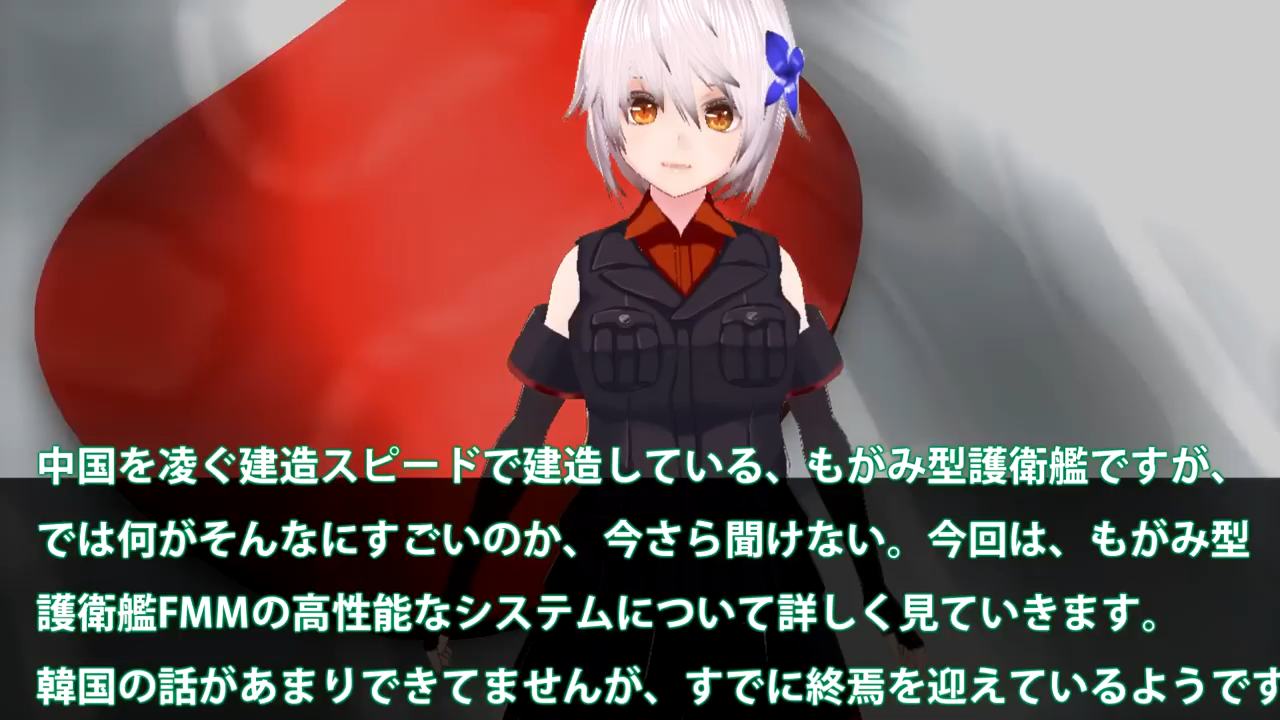 中国を凌ぐ建造スピードで建造している、もがみ型護衛艦ですが、
では何がそんなにすごいのか、今さら聞けない。今回は、もがみ型
護衛艦FMMの高性能なシステムについて詳しく見ていきます。
韓国の話があまりできてませんが、すでに終焉を迎えているようです